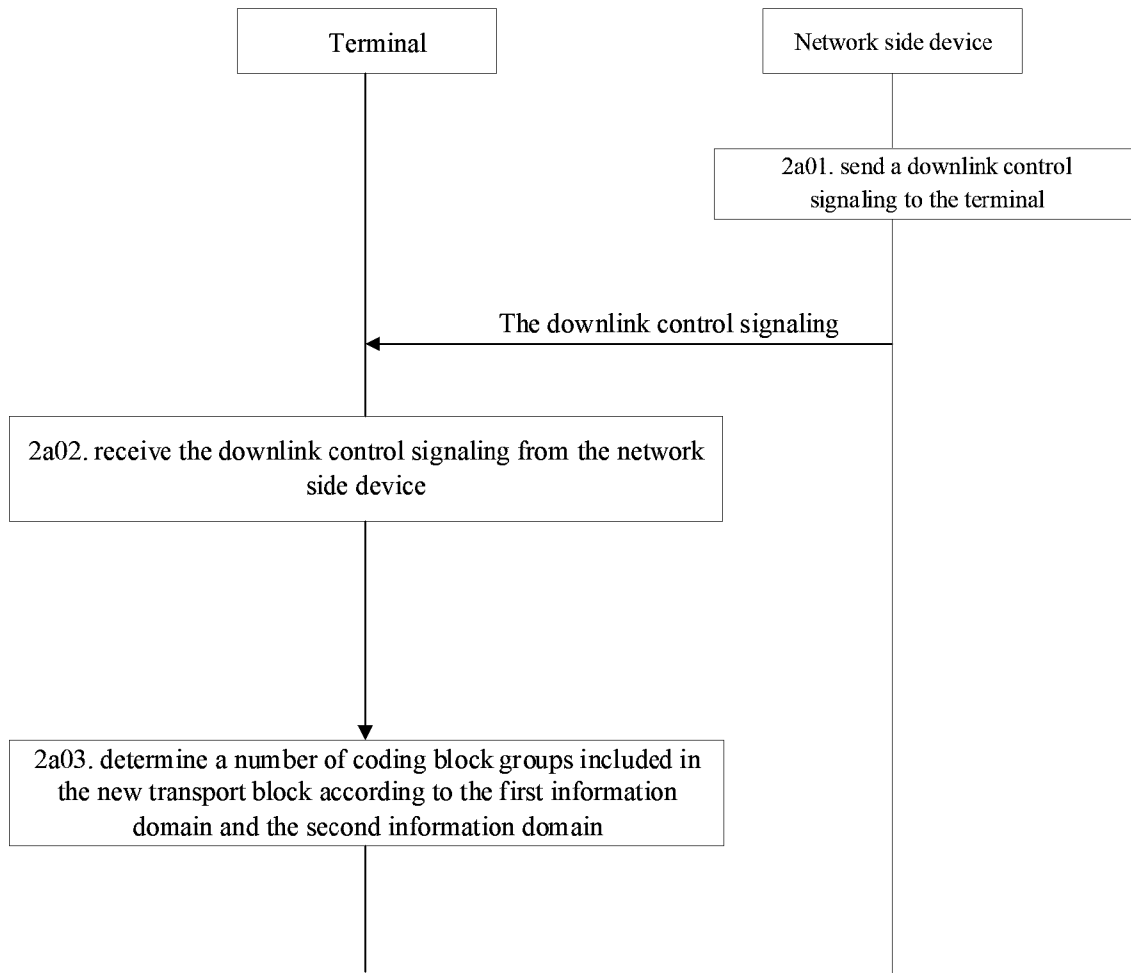 Terminal
Network side device
2a01. send a downlink control
signaling to the terminal
The downlink control signaling
2a02. receive the downlink control signaling from the network
side device
2a03. determine a number of coding block groups included in
the new transport block according to the first information
domain and the second information domain